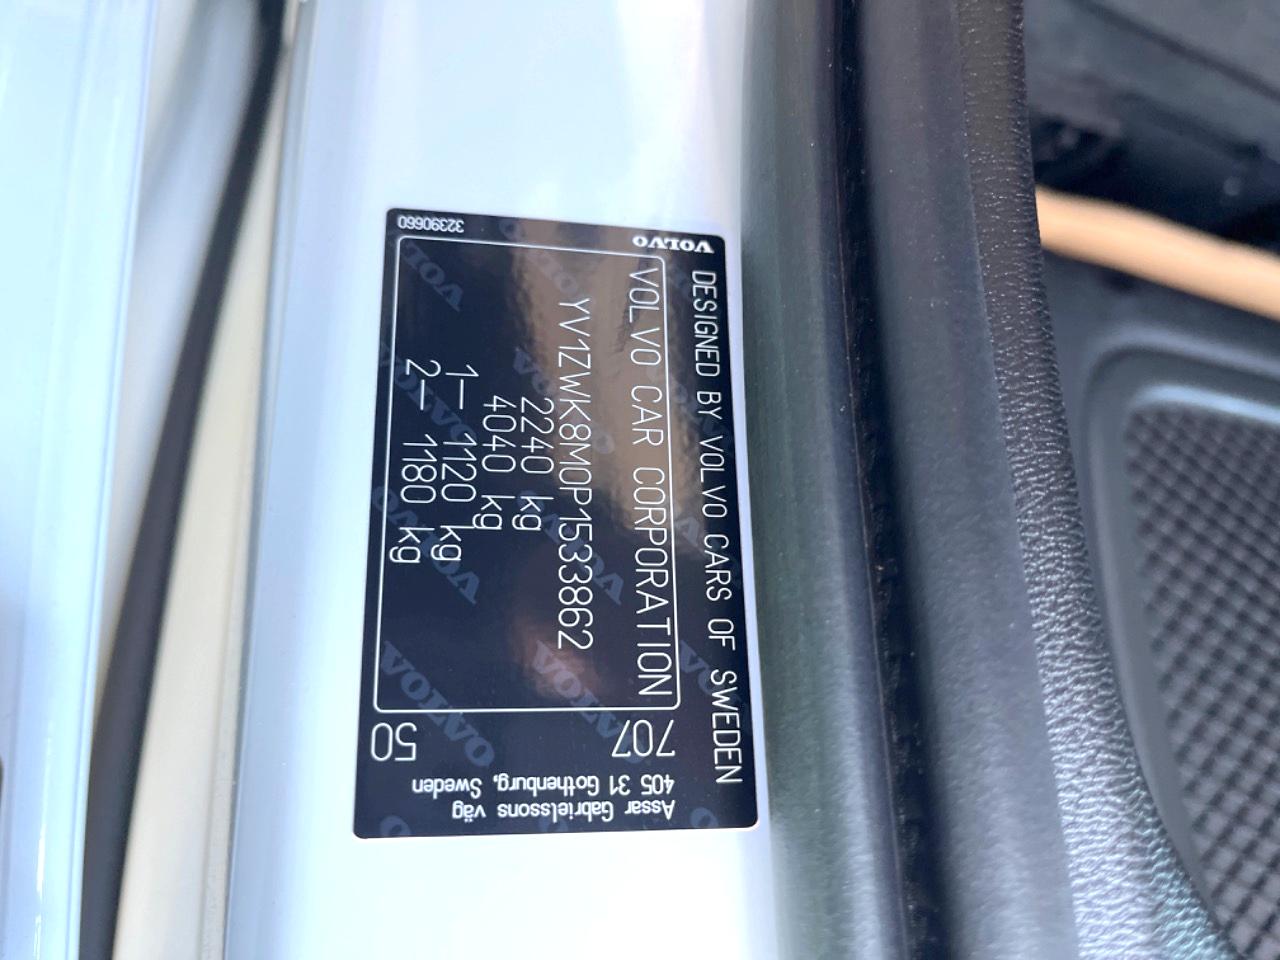 32390660
VOLVO
DESIGNED BY VOLVO CARS OF SWEDEN
VOLVO CAR CORPORATION
YV1ZWK8M0P1533862
2240 kg
4040 kg
1– 1120 kg
2– 1180 kg
707
50
Assar Gabrielssons väg
405 31 Gothenburg, Sweden